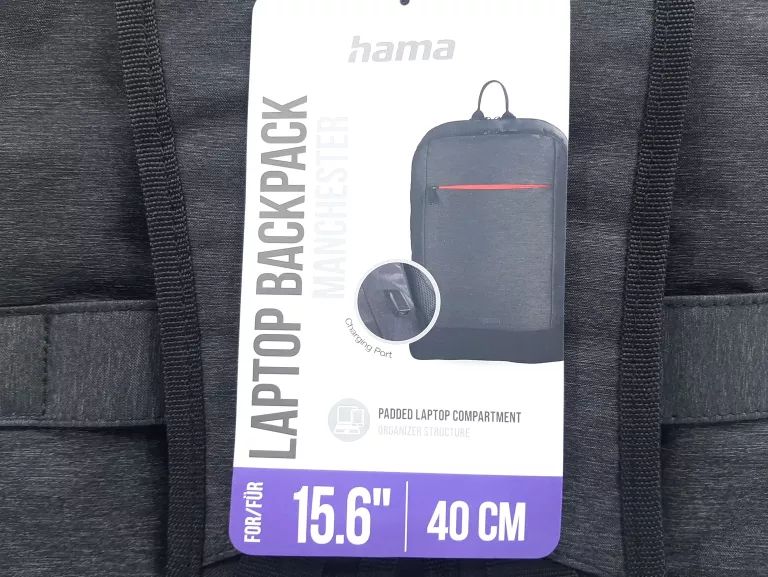 hama
LAPTOP BACKPACK
MANCHESTER
Charging Port
PADDED LAPTOP COMPARTMENT
ORGANIZER STRUCTURE
FOR/FÜR
15.6" | 40 CM